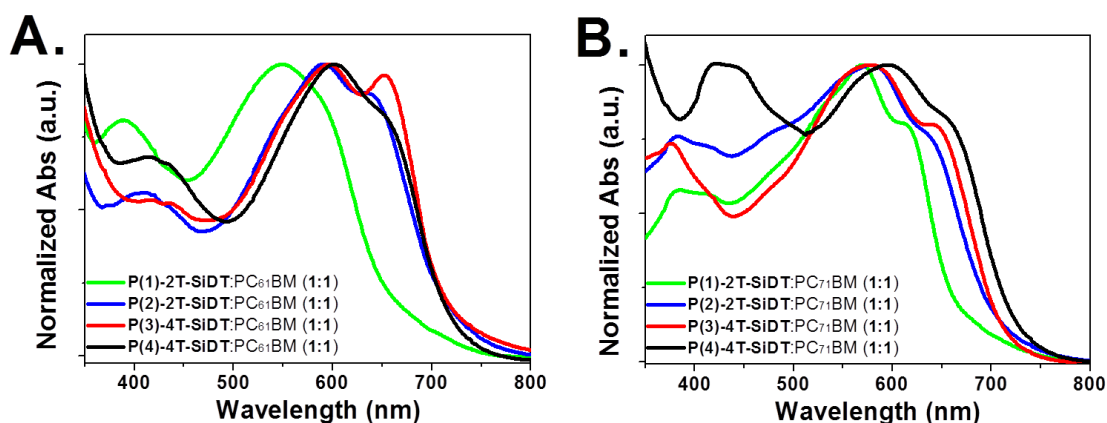 A.
Normalized Abs (a.u.)
P(1)-2T-SiDT:PC₆₁BM (1:1)
P(2)-2T-SiDT:PC₆₁BM (1:1)
P(3)-4T-SiDT:PC₆₁BM (1:1)
P(4)-4T-SiDT:PC₆₁BM (1:1)
400 500 600 700 800
Wavelength (nm)
B.
Normalized Abs (a.u.)
P(1)-2T-SiDT:PC₇₁BM (1:1)
P(2)-2T-SiDT:PC₇₁BM (1:1)
P(3)-4T-SiDT:PC₇₁BM (1:1)
P(4)-4T-SiDT:PC₇₁BM (1:1)
400 500 600 700 800
Wavelength (nm)